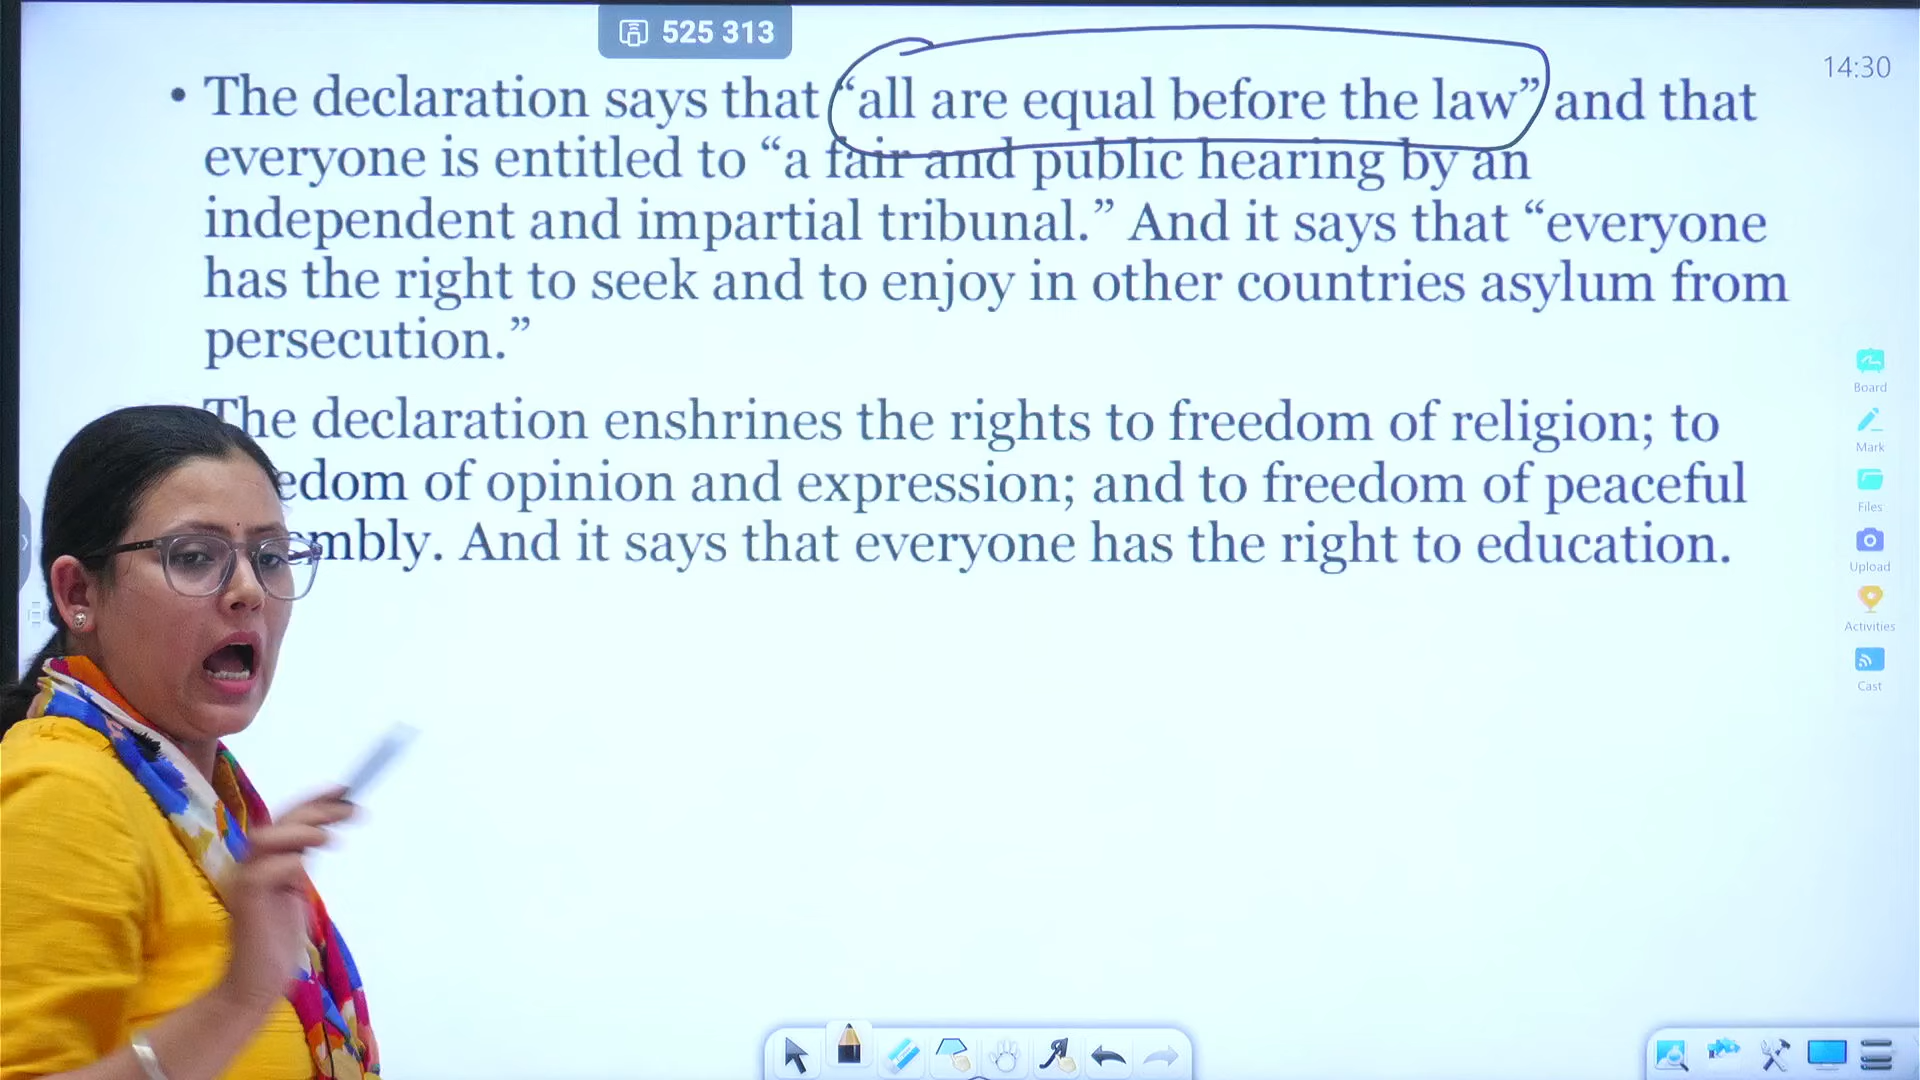 525 313
14:30
• The declaration says that “all are equal before the law” and that
everyone is entitled to “a fair and public hearing by an
independent and impartial tribunal.” And it says that “everyone
has the right to seek and to enjoy in other countries asylum from
persecution.”
The declaration enshrines the rights to freedom of religion; to
edom of opinion and expression; and to freedom of peaceful
embly. And it says that everyone has the right to education.
Board
Mark
Files
Upload
Activities
Cast